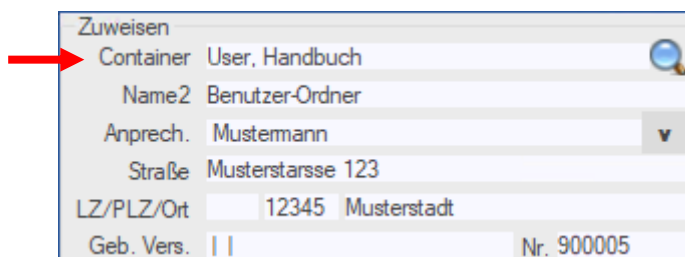 Zuweisen
Container User, Handbuch
Name2 Benutzer-Ordner
Anprech. Mustermann v
Straße Musterstarsse 123
LZ/PLZ/Ort 12345 Musterstadt
Geb. Vers. | | Nr. 900005